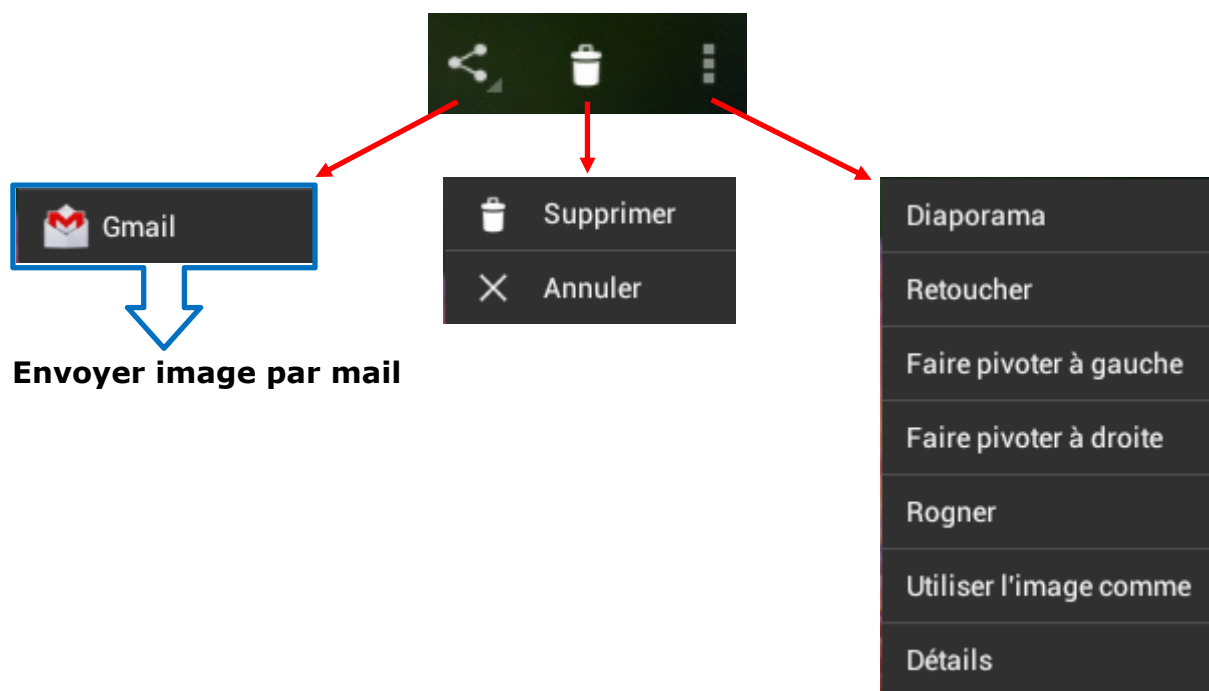 Gmail
Envoyer image par mail
Supprimer
Annuler
Diaporama
Retoucher
Faire pivoter à gauche
Faire pivoter à droite
Rogner
Utiliser l'image comme
Détails